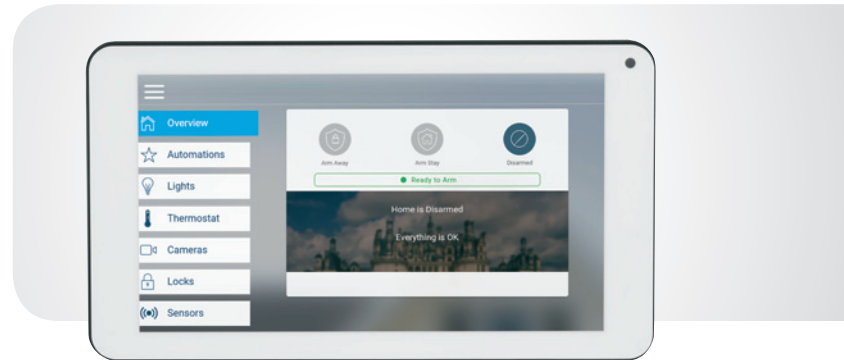 Overview
Automations
Lights
Thermostat
Cameras
Locks
Sensors
Arm Away
Arm Stay
Disarmed
Ready to Arm
Home is Disarmed
Everything is OK